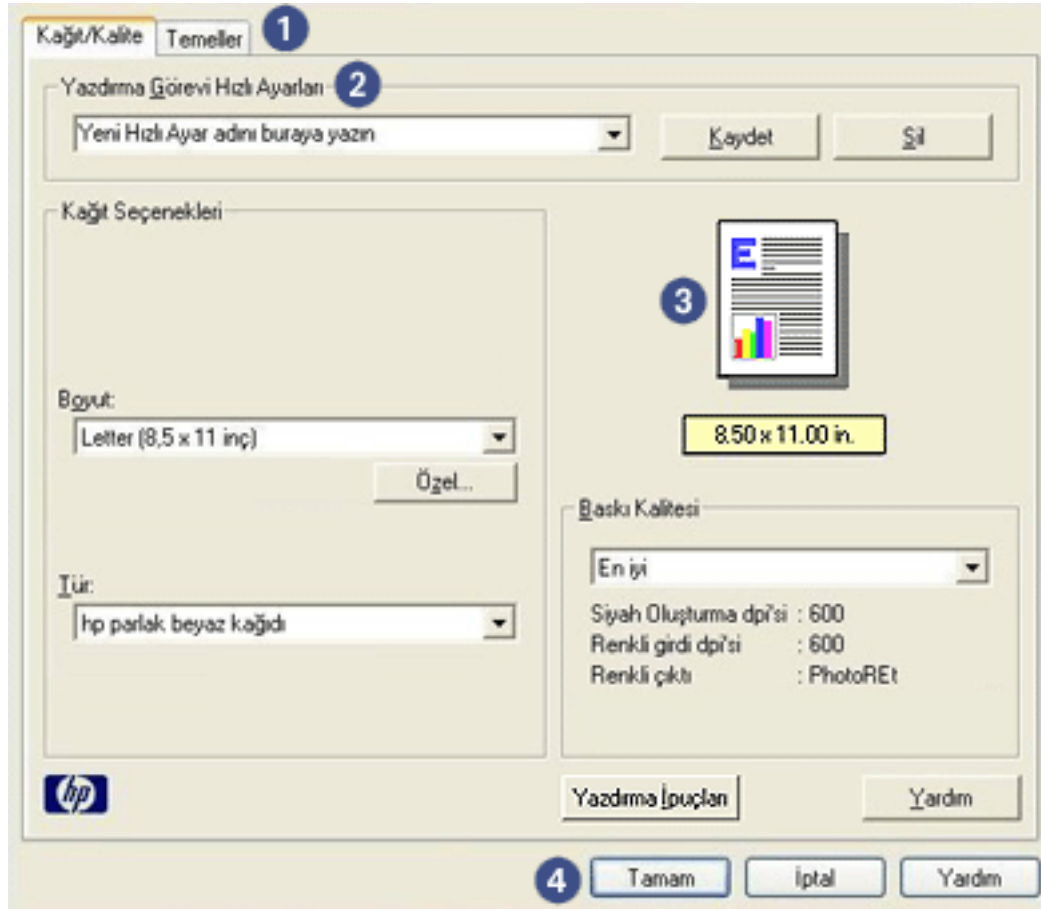 Kağıt/Kalite Temeller 1
Yazdırma Görevi Hızlı Ayarları 2
Yeni Hızlı Ayar adını buraya yazın Kaydet Sil
Kağıt Seçenekleri
E
3
Boyut:
Letter (8,5 x 11 inç)
8.50 x 11.00 in.
Özel...
Baskı Kalitesi
En iyi
Tür:
hp parlak beyaz kağıdı
Siyah Oluşturma dpi'si : 600
Renkli girdi dpi'si : 600
Renkli çıktı : PhotoREt
hp
Yazdırma İpuçları Yardım
4 Tamam İptal Yardım